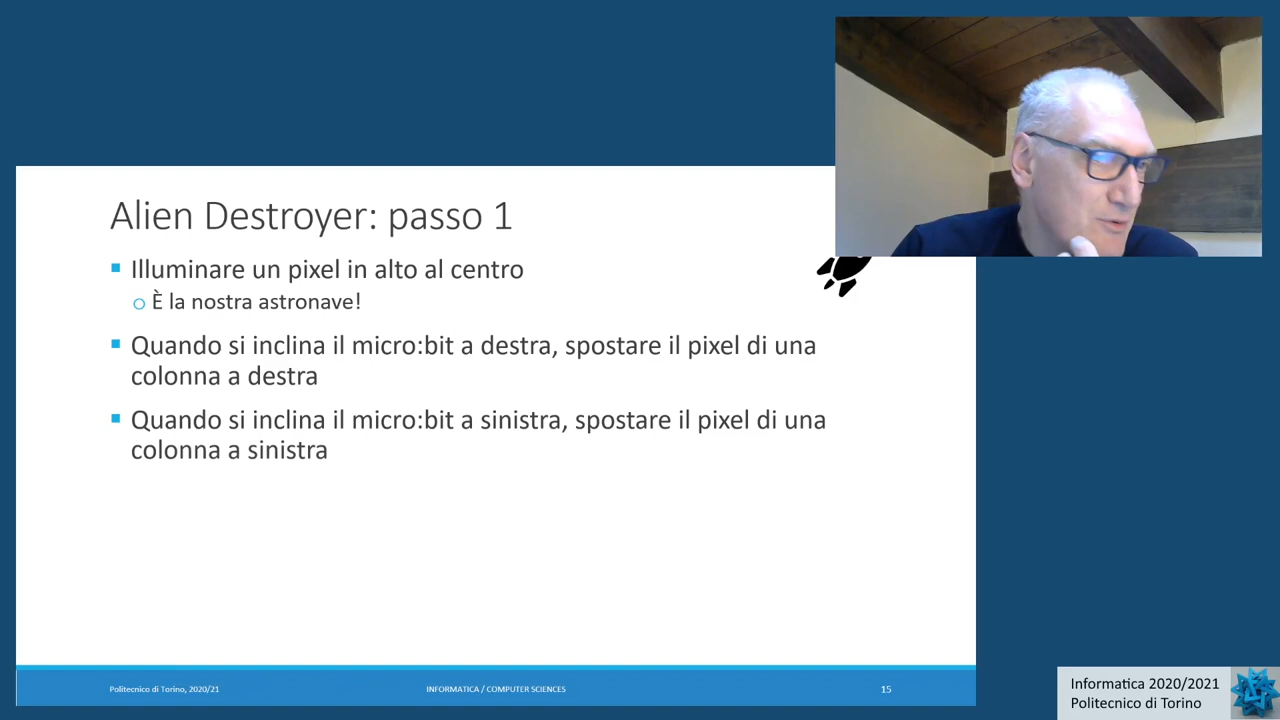 Alien Destroyer: passo 1
Illuminare un pixel in alto al centro
È la nostra astronave!
Quando si inclina il micro:bit a destra, spostare il pixel di una
colonna a destra
Quando si inclina il micro:bit a sinistra, spostare il pixel di una
colonna a sinistra
Politecnico di Torino, 2020/21
INFORMATICA / COMPUTER SCIENCES
15
Informatica 2020/2021
Politecnico di Torino